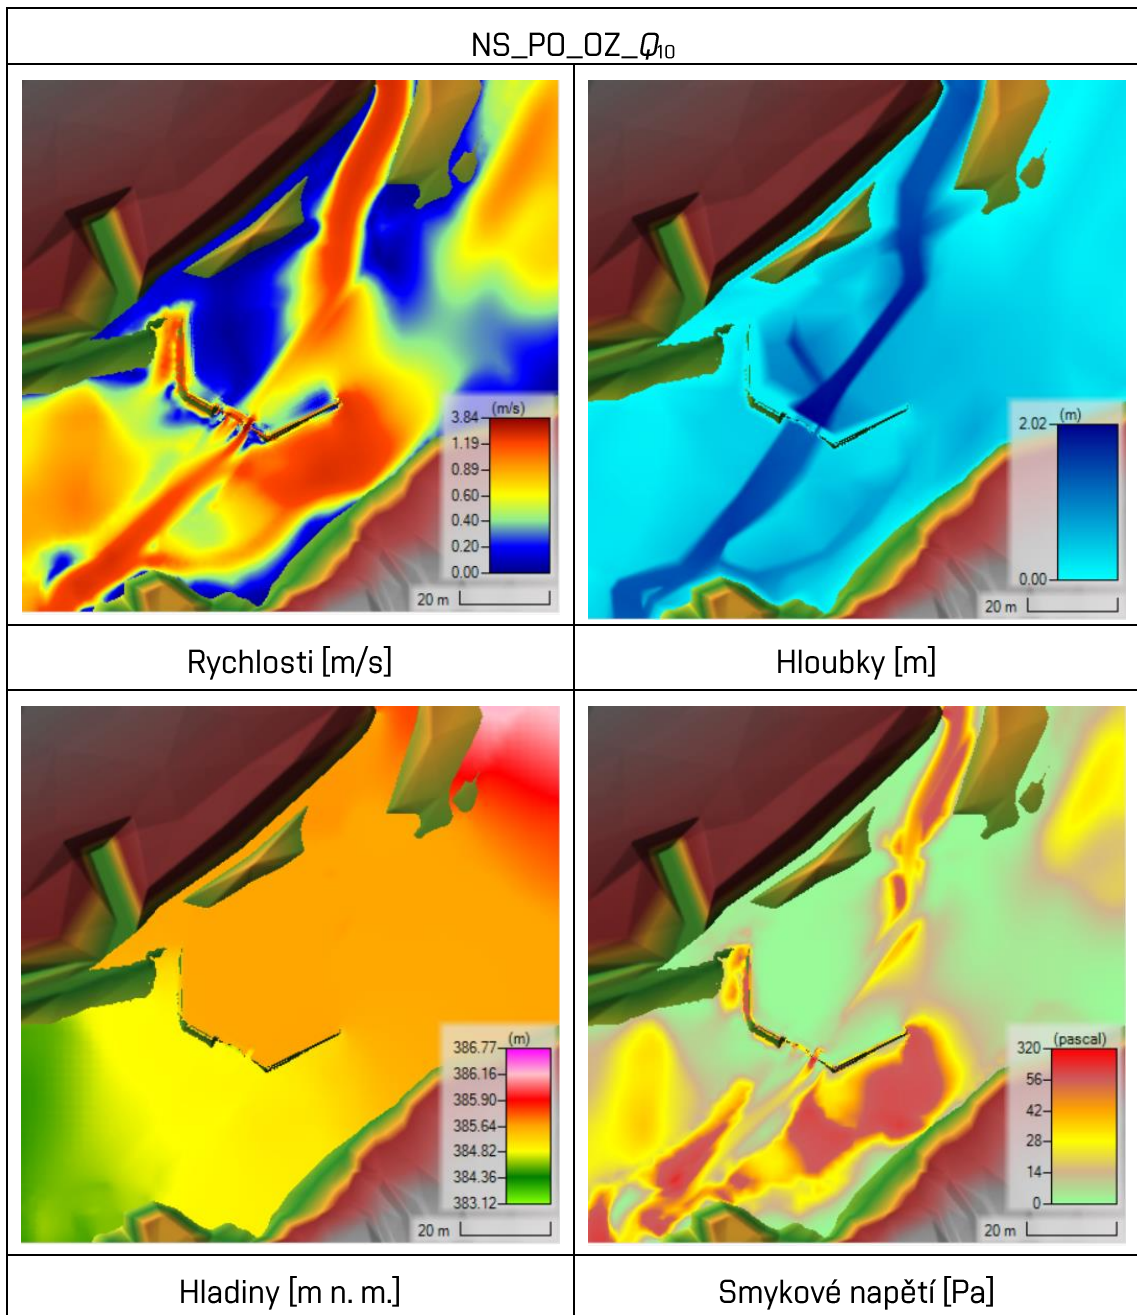 NS_PO_OZ_Q10
(m/s)
3.84
1.19
0.89
0.60
0.40
0.20
0.00
20 m
(m)
2.02
0.00
20 m
Rychlosti [m/s]
Hloubky [m]
(m)
386.77
386.16
385.90
385.64
384.82
384.36
383.12
20 m
(pascal)
320
56
42
28
14
0
20 m
Hladiny [m n. m.]
Smykové napětí [Pa]